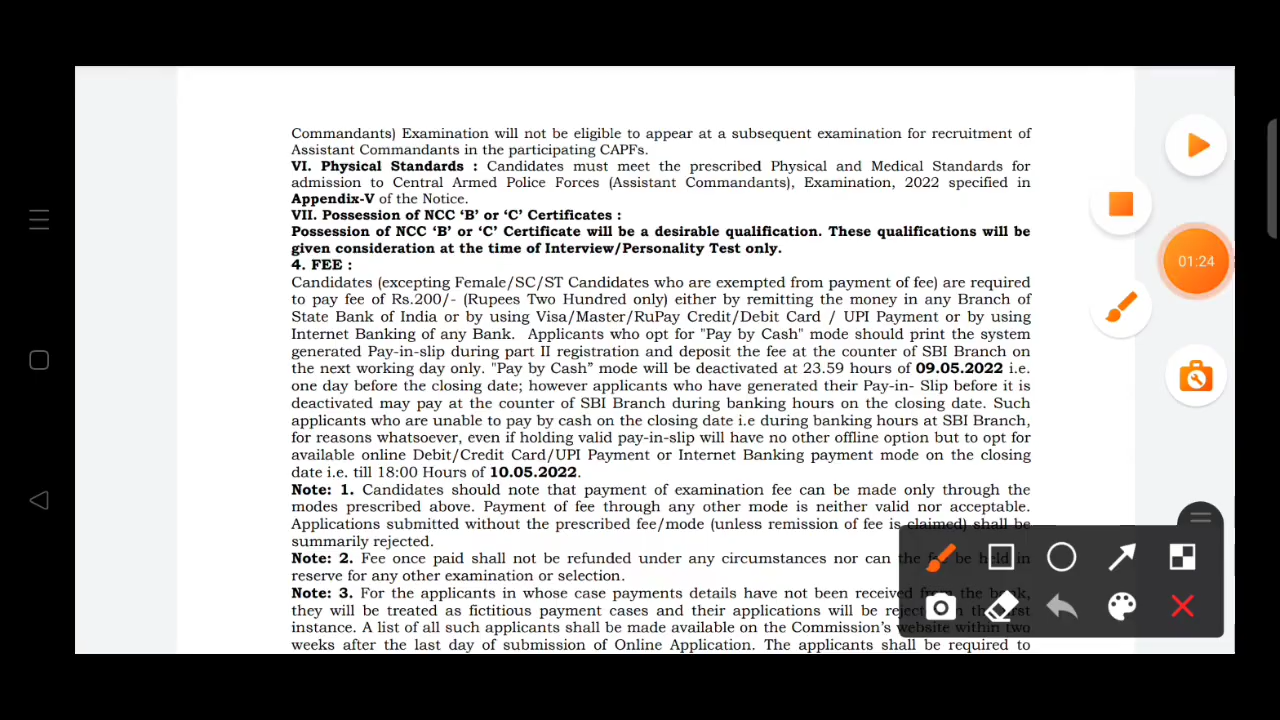 Commandants) Examination will not be eligible to appear at a subsequent examination for recruitment of
Assistant Commandants in the participating CAPFs.
VI. Physical Standards : Candidates must meet the prescribed Physical and Medical Standards for
admission to Central Armed Police Forces (Assistant Commandants), Examination, 2022 specified in
Appendix-V of the Notice.
VII. Possession of NCC ‘B’ or ‘C’ Certificates :
Possession of NCC ‘B’ or ‘C’ Certificate will be a desirable qualification. These qualifications will be
given consideration at the time of Interview/Personality Test only.
4. FEE :
Candidates (excepting Female/SC/ST Candidates who are exempted from payment of fee) are required
to pay fee of Rs.200/- (Rupees Two Hundred only) either by remitting the money in any Branch of
State Bank of India or by using Visa/Master/RuPay Credit/Debit Card / UPI Payment or by using
Internet Banking of any Bank. Applicants who opt for "Pay by Cash" mode should print the system
generated Pay-in-slip during part II registration and deposit the fee at the counter of SBI Branch on
the next working day only. "Pay by Cash” mode will be deactivated at 23.59 hours of 09.05.2022 i.e.
one day before the closing date; however applicants who have generated their Pay-in- Slip before it is
deactivated may pay at the counter of SBI Branch during banking hours on the closing date. Such
applicants who are unable to pay by cash on the closing date i.e during banking hours at SBI Branch,
for reasons whatsoever, even if holding valid pay-in-slip will have no other offline option but to opt for
available online Debit/Credit Card/UPI Payment or Internet Banking payment mode on the closing
date i.e. till 18:00 Hours of 10.05.2022.
Note: 1. Candidates should note that payment of examination fee can be made only through the
modes prescribed above. Payment of fee through any other mode is neither valid nor acceptable.
Applications submitted without the prescribed fee/mode (unless remission of fee is claimed) shall be
summarily rejected.
Note: 2. Fee once paid shall not be refunded under any circumstances nor can the fee be held in
reserve for any other examination or selection.
Note: 3. For the applicants in whose case payments details have not been received from the bank,
they will be treated as fictitious payment cases and their applications will be
instance. A list of all such applicants shall be made available on the Commission’s website within two
weeks after the last day of submission of Online Application. The applicants shall be required to
01:24